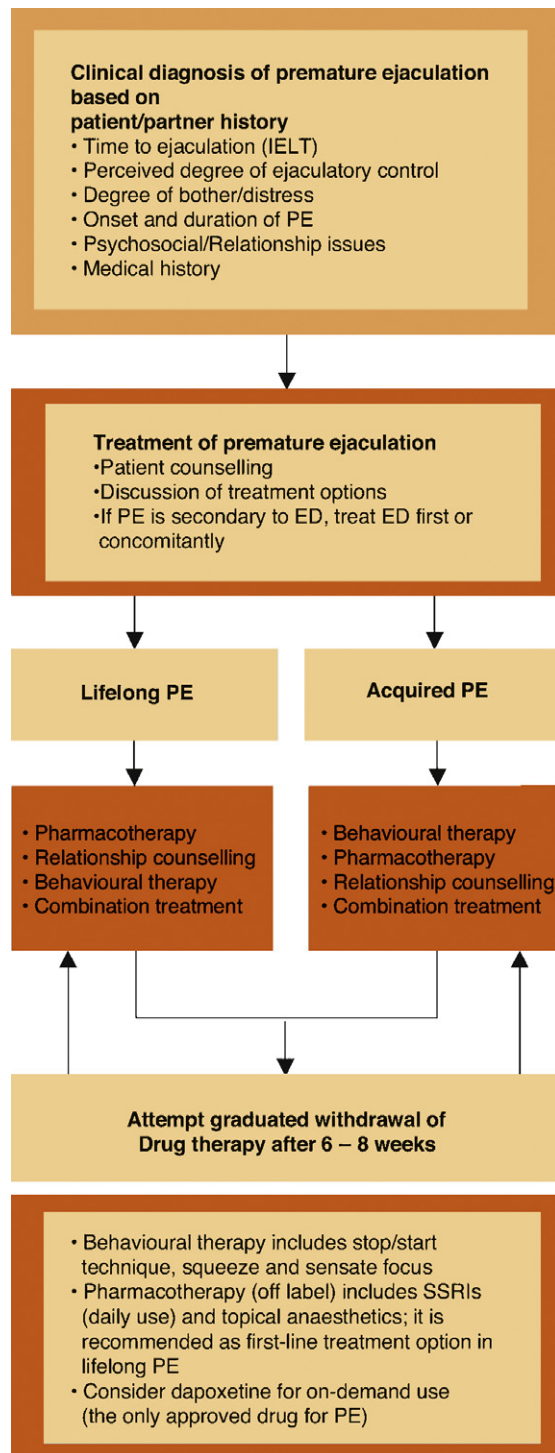 Clinical diagnosis of premature ejaculation
based on
patient/partner history
• Time to ejaculation (IELT)
• Perceived degree of ejaculatory control
• Degree of bother/distress
• Onset and duration of PE
• Psychosocial/Relationship issues
• Medical history
Treatment of premature ejaculation
•Patient counselling
•Discussion of treatment options
•If PE is secondary to ED, treat ED first or
concomitantly
Lifelong PE
Acquired PE
• Pharmacotherapy
• Relationship counselling
• Behavioural therapy
• Combination treatment
• Behavioural therapy
• Pharmacotherapy
• Relationship counselling
• Combination treatment
Attempt graduated withdrawal of
Drug therapy after 6 – 8 weeks
• Behavioural therapy includes stop/start
technique, squeeze and sensate focus
• Pharmacotherapy (off label) includes SSRIs
(daily use) and topical anaesthetics; it is
recommended as first-line treatment option in
lifelong PE
• Consider dapoxetine for on-demand use
(the only approved drug for PE)